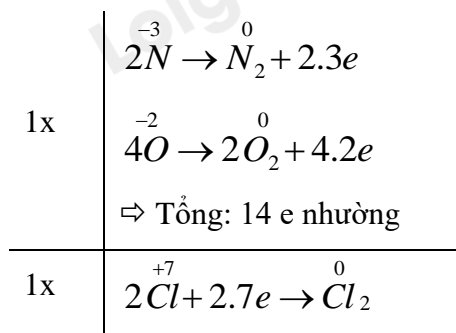 −3 0
2N → N₂ + 2.3e
1x
−2 0
4O → 2O₂ + 4.2e
⇨ Tổng: 14 e nhường
+7 0
1x 2Cl + 2.7e → Cl₂